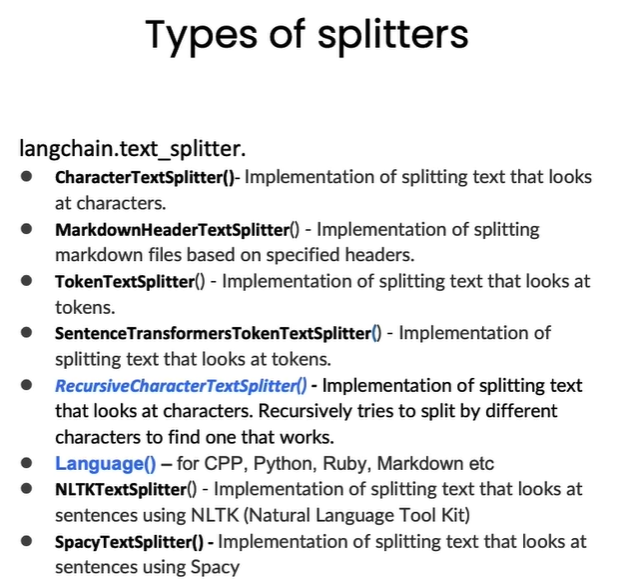 Types of splitters
langchain.text_splitter.
● CharacterTextSplitter()- Implementation of splitting text that looks
at characters.
● MarkdownHeaderTextSplitter() - Implementation of splitting
markdown files based on specified headers.
● TokenTextSplitter() - Implementation of splitting text that looks at
tokens.
● SentenceTransformersTokenTextSplitter() - Implementation of
splitting text that looks at tokens.
● RecursiveCharacterTextSplitter() - Implementation of splitting text
that looks at characters. Recursively tries to split by different
characters to find one that works.
● Language() – for CPP, Python, Ruby, Markdown etc
● NLTKTextSplitter() - Implementation of splitting text that looks at
sentences using NLTK (Natural Language Tool Kit)
● SpacyTextSplitter() - Implementation of splitting text that looks at
sentences using Spacy